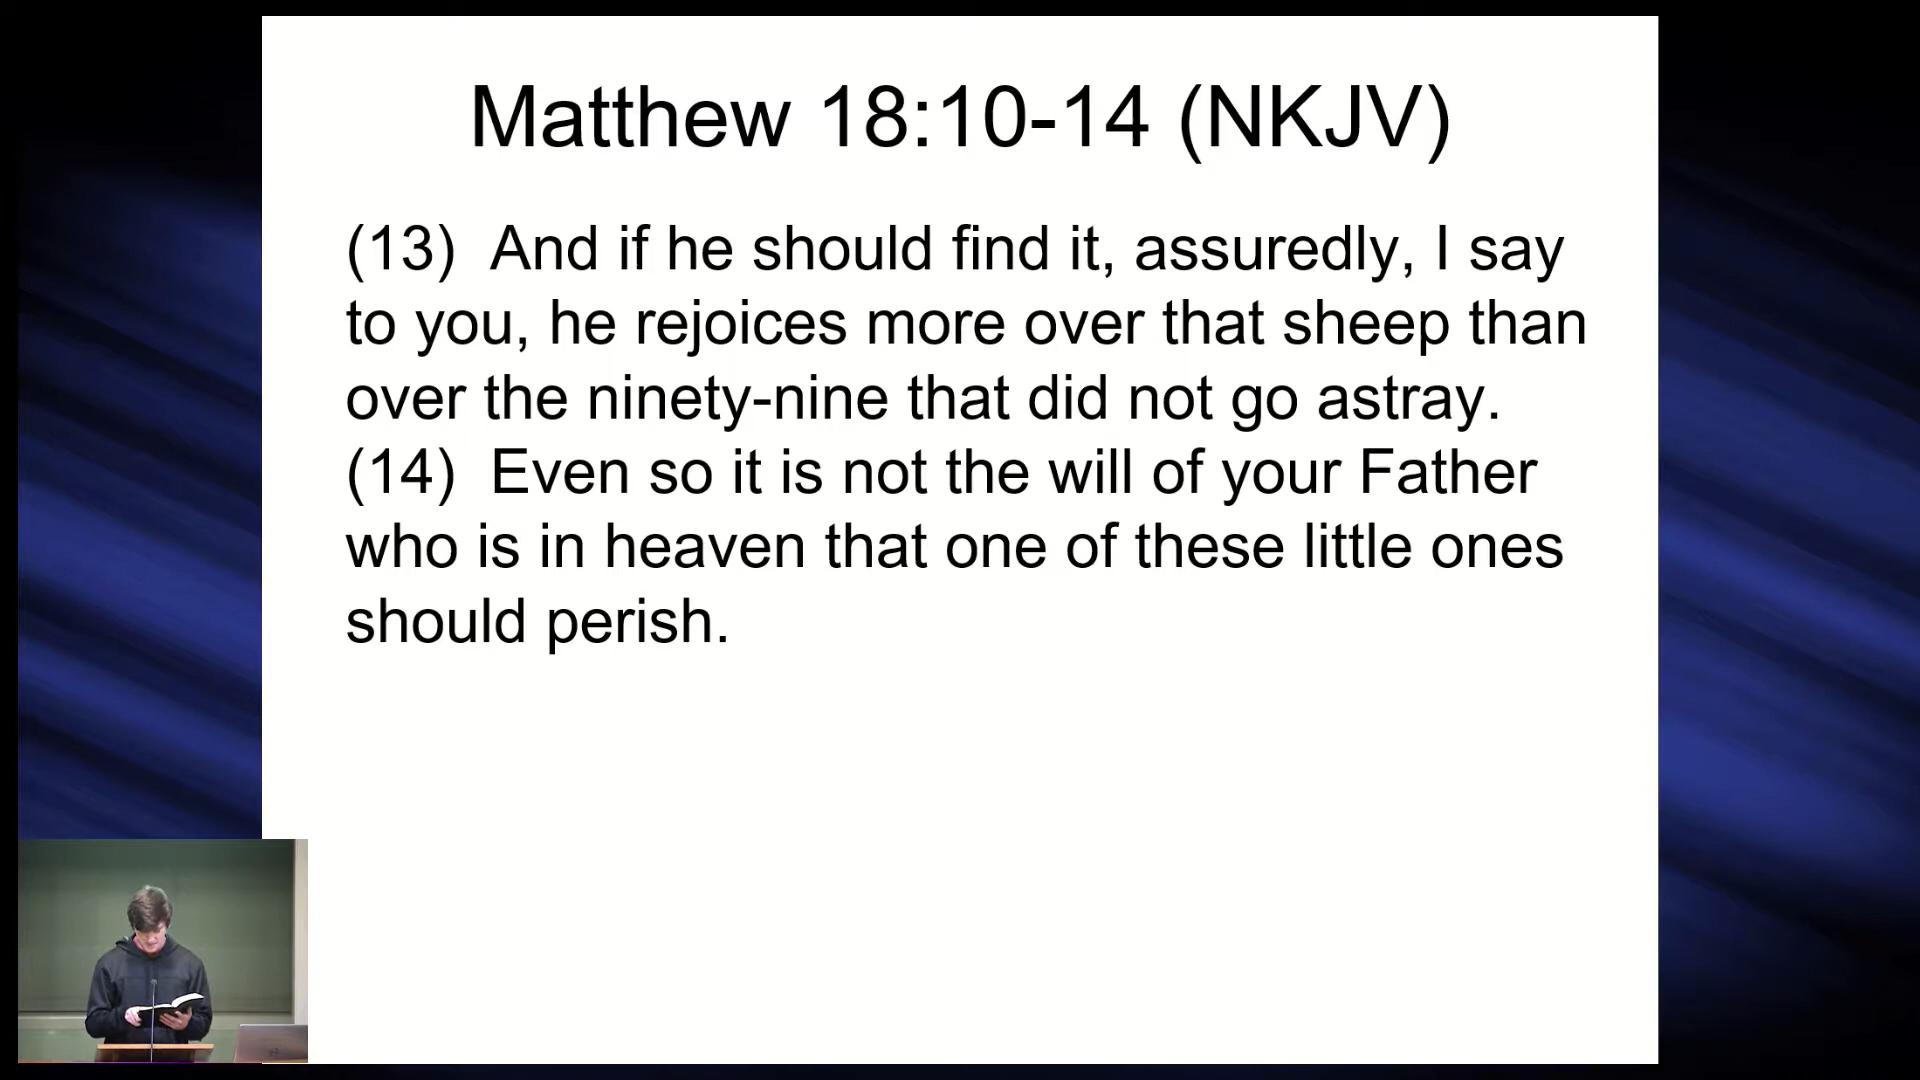 Matthew 18:10-14 (NKJV)
(13) And if he should find it, assuredly, I say
to you, he rejoices more over that sheep than
over the ninety-nine that did not go astray.
(14) Even so it is not the will of your Father
who is in heaven that one of these little ones
should perish.